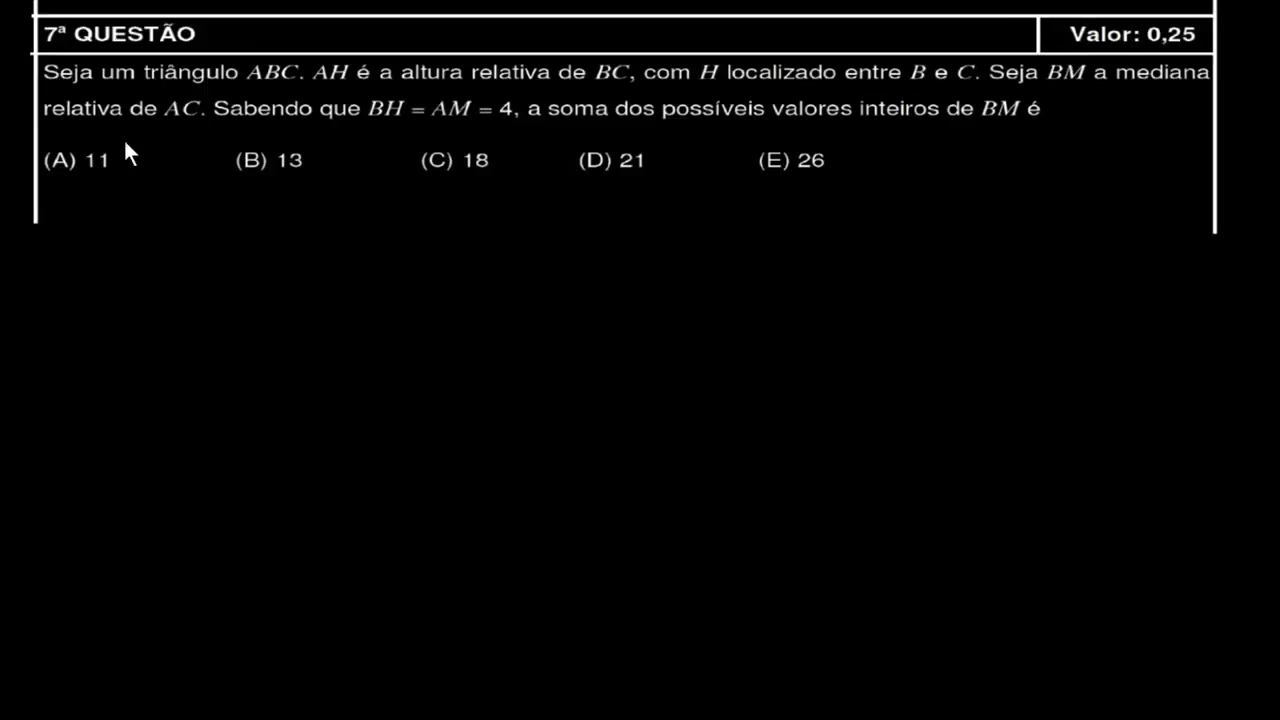 7ª QUESTÃO Valor: 0,25
Seja um triângulo ABC. AH é a altura relativa de BC, com H localizado entre B e C. Seja BM a mediana
relativa de AC. Sabendo que BH = AM = 4, a soma dos possíveis valores inteiros de BM é
(A) 11 (B) 13 (C) 18 (D) 21 (E) 26